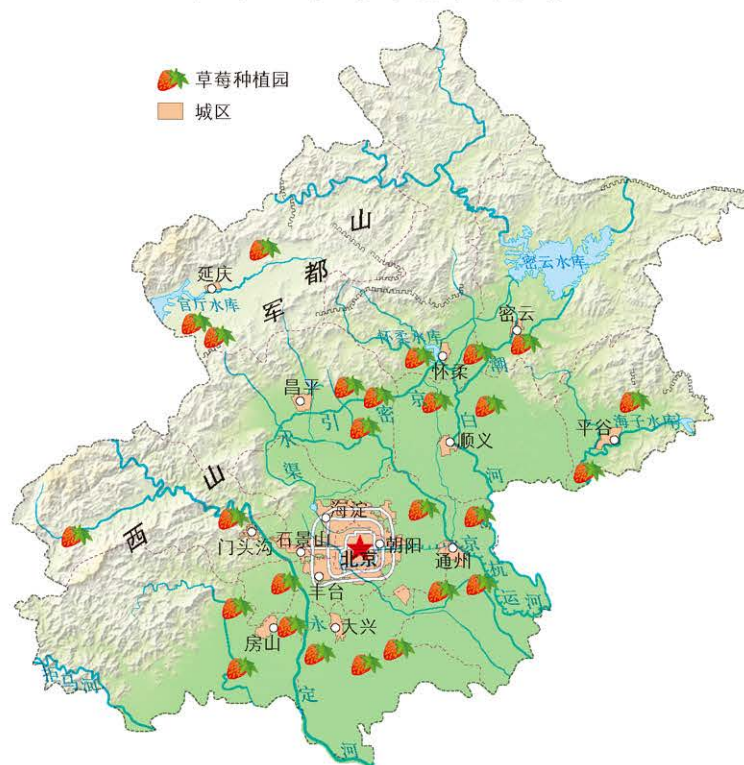 草莓种植园
城区
军都山
延庆
官厅水库
密云水库
密云
怀柔水库
怀柔
潮白河
昌平
京密引水渠
顺义
平谷
海子水库
西山
海淀
门头沟
石景山
北京
朝阳
通州
京杭运河
丰台
房山
大兴
永定河
拒马河